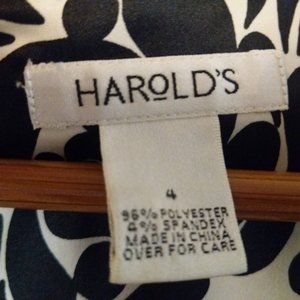 HAROLD'S
4
96% POLYESTER
4% SPANDEX
MADE IN CHINA
OVER FOR CARE